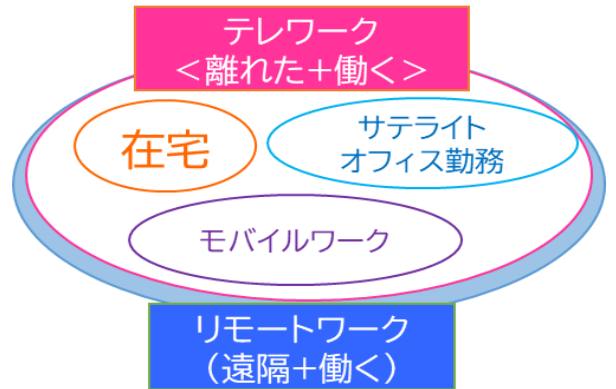 テレワーク
<離れた+働く>
在宅
サテライト
オフィス勤務
モバイルワーク
リモートワーク
（遠隔+働く）